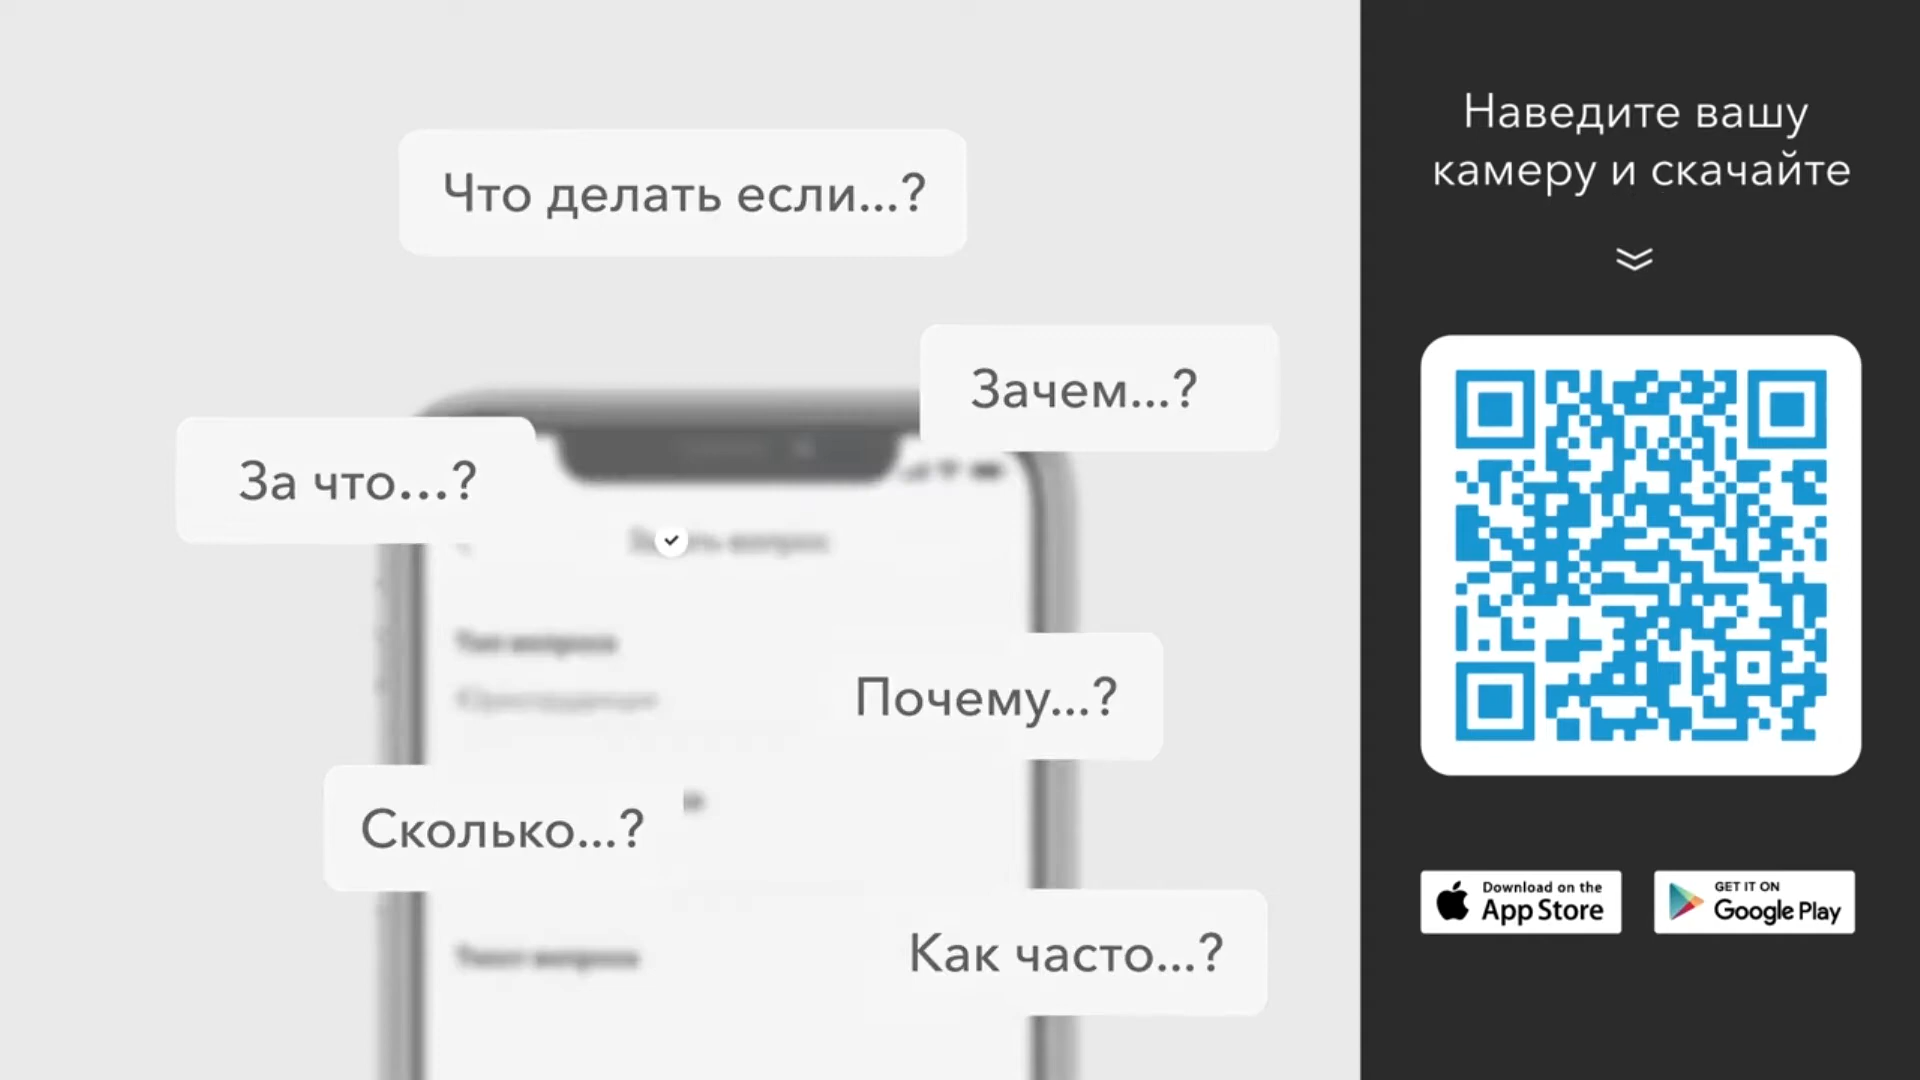 Что делать если...?
Зачем...?
За что...?
Почему...?
Сколько...?
Как часто...?
Наведите вашу
камеру и скачайте
Download on the
App Store
GET IT ON
Google Play